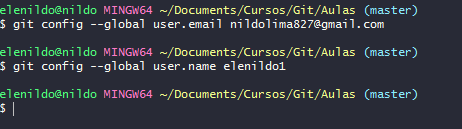 elenildo@nildo MINGW64 ~/Documents/Cursos/Git/Aulas (master)
$ git config --global user.email nildolima827@gmail.com
elenildo@nildo MINGW64 ~/Documents/Cursos/Git/Aulas (master)
$ git config --global user.name elenildo1
elenildo@nildo MINGW64 ~/Documents/Cursos/Git/Aulas (master)
$